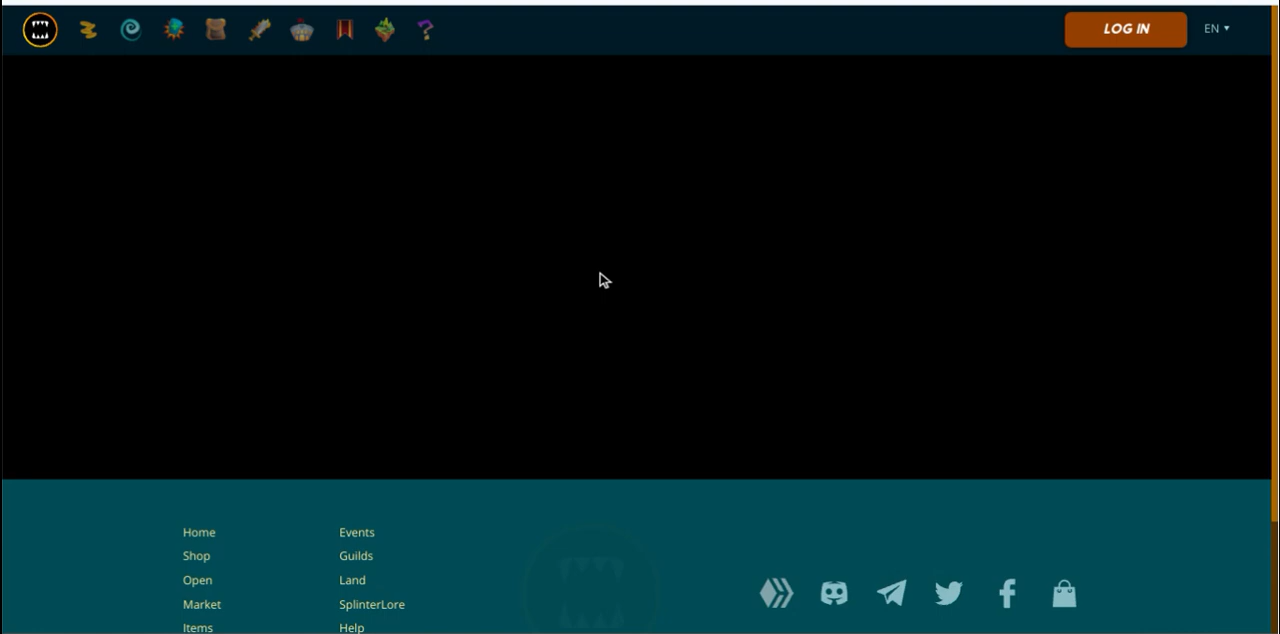 LOG IN
EN
Home
Events
Shop
Guilds
Open
Land
Market
SplinterLore
Items
Help